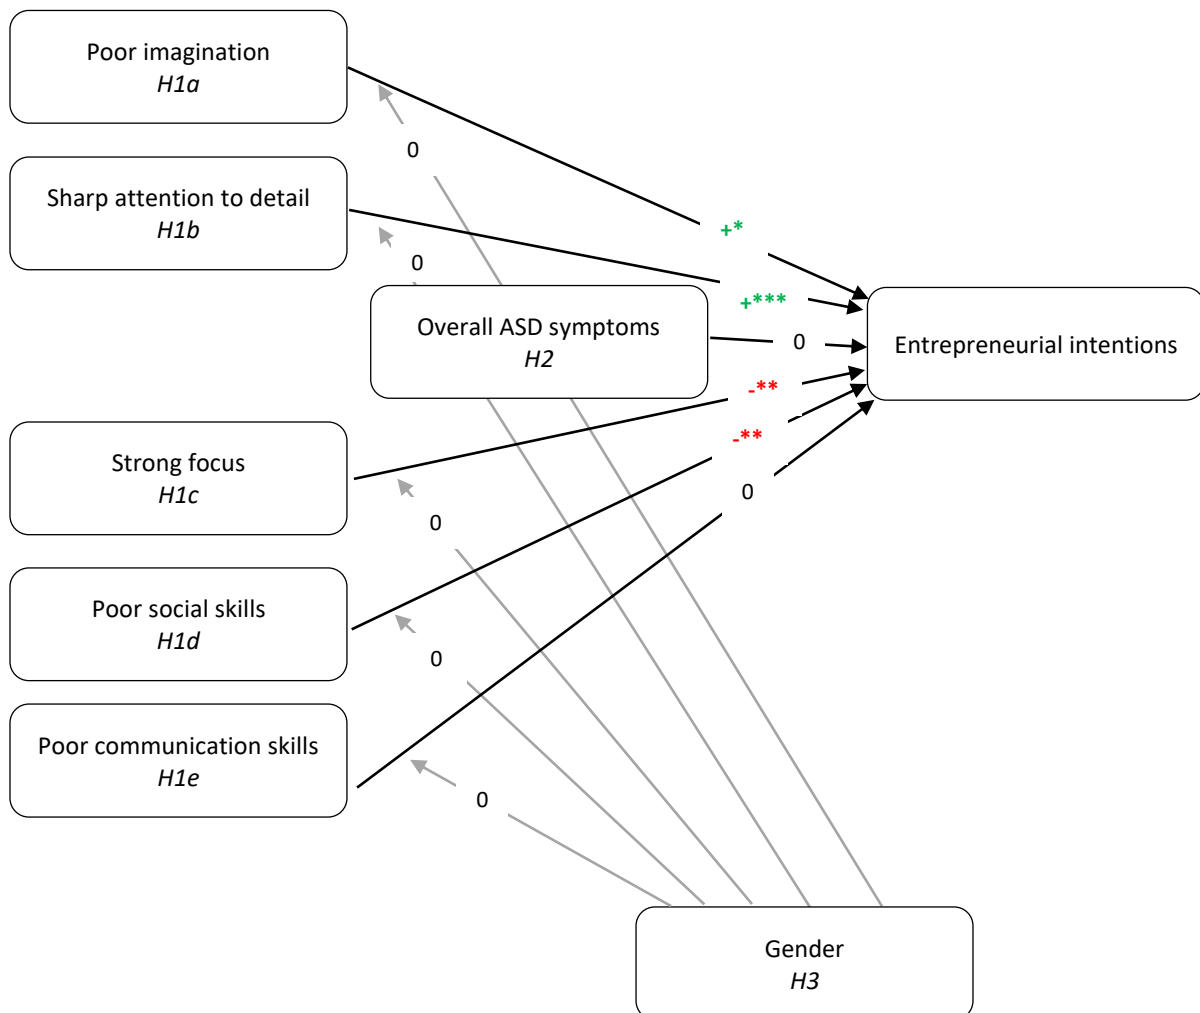 Poor imagination
H1a
0
Sharp attention to detail
H1b
+*
0
+***
Overall ASD symptoms
H2
0
Entrepreneurial intentions
-**
-**
Strong focus
H1c
0
0
Poor social skills
H1d
0
Poor communication skills
H1e
0
Gender
H3